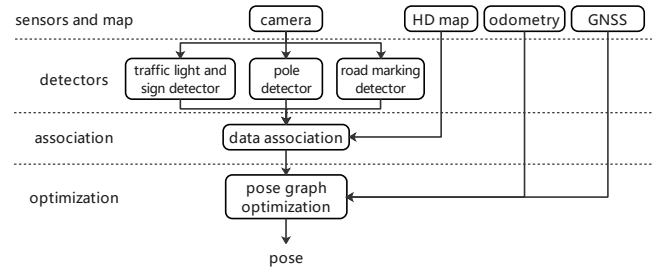 sensors and map
camera
HD map
odometry
GNSS
detectors
traffic light and
sign detector
pole
detector
road marking
detector
association
data association
optimization
pose graph
optimization
pose